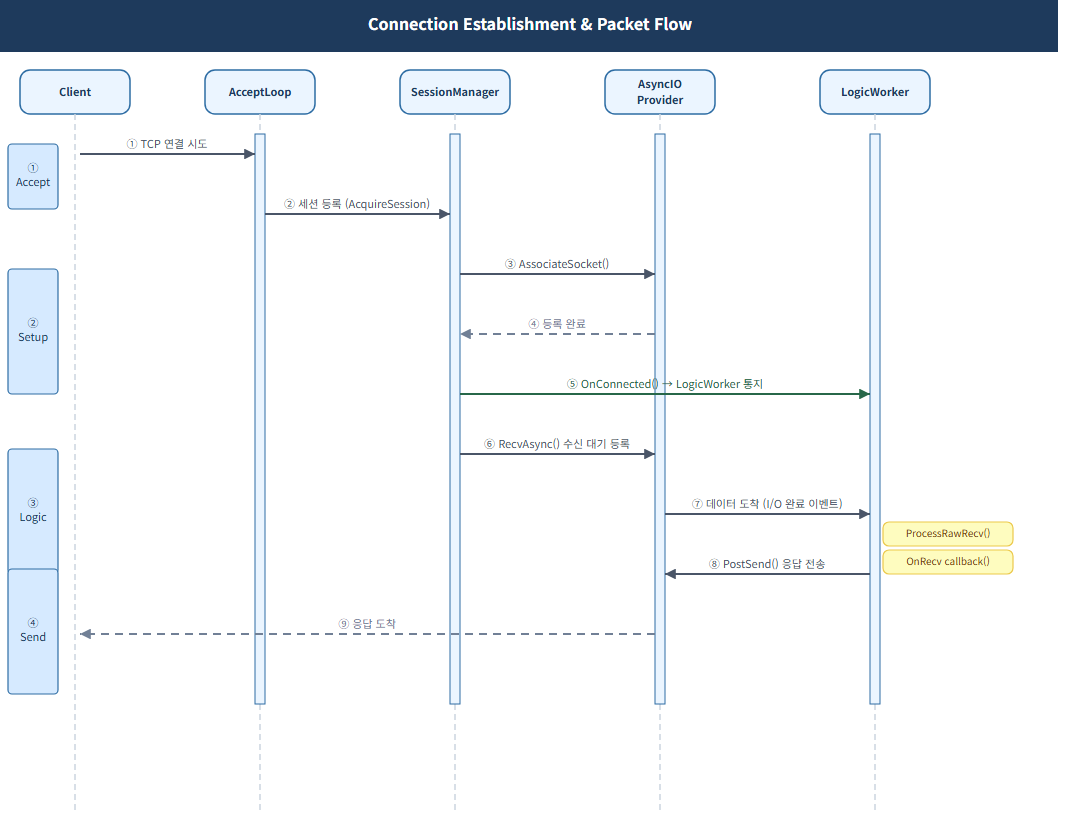 Connection Establishment & Packet Flow
Client
AcceptLoop
SessionManager
AsyncIO
Provider
LogicWorker
① TCP 연결 시도
①
Accept
② 세션 등록 (AcquireSession)
③ AssociateSocket()
②
Setup
④ 등록 완료
⑤ OnConnected() → LogicWorker 통지
⑥ RecvAsync() 수신 대기 등록
③
Logic
⑦ 데이터 도착 (I/O 완료 이벤트)
ProcessRawRecv()
OnRecv callback()
⑧ PostSend() 응답 전송
④
Send
⑨ 응답 도착